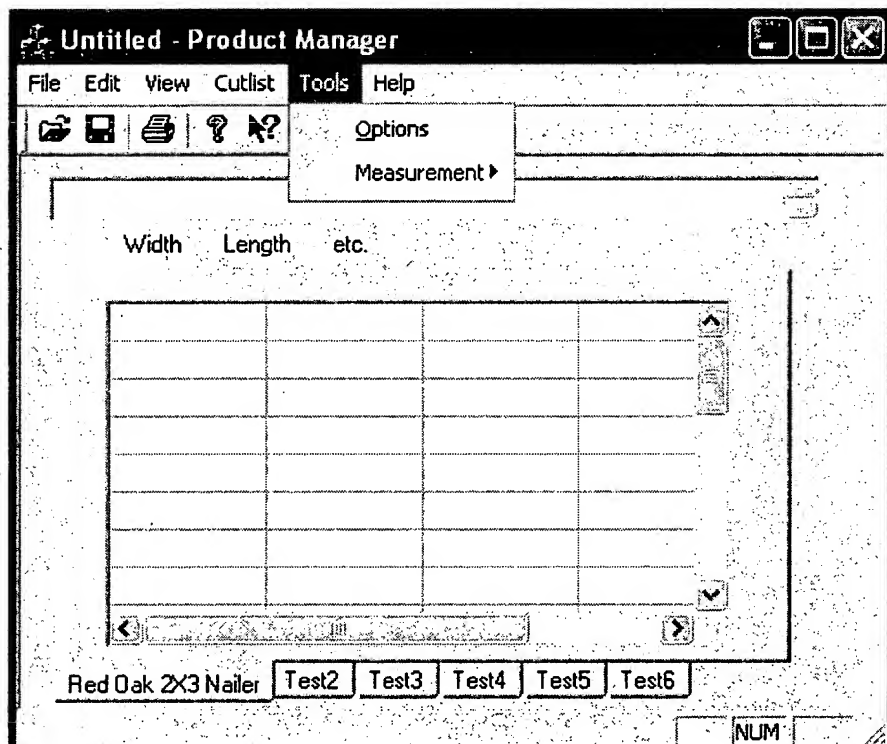 Untitled - Product Manager
File Edit View Cutlist Tools Help
Options
Measurement
Width Length etc.
Red Oak 2X3 Nailer Test2 Test3 Test4 Test5 Test6
NUM